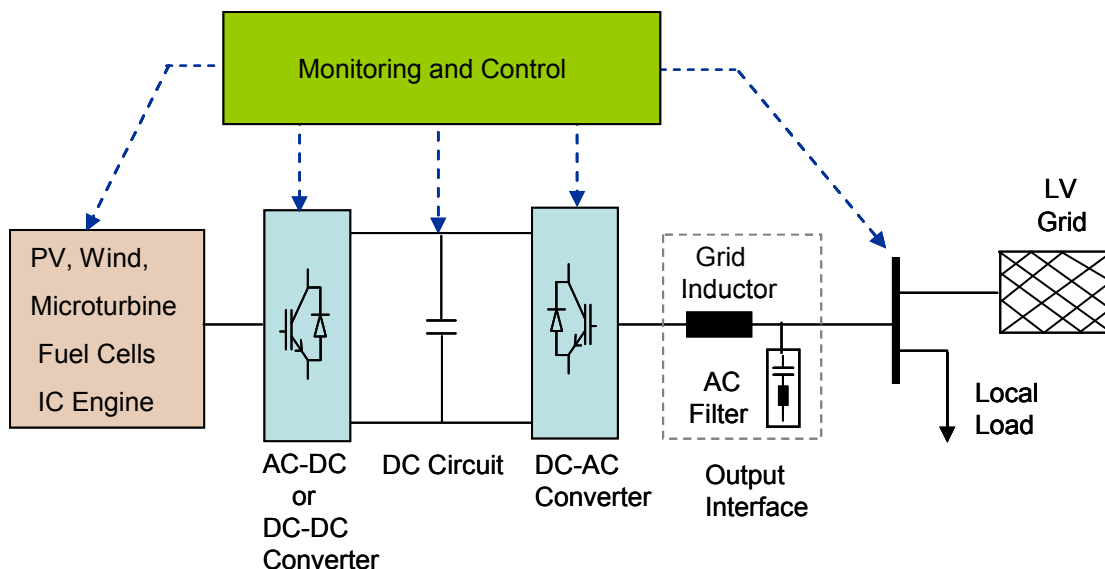 Monitoring and Control
LV
Grid
PV, Wind,
Microturbine
Fuel Cells
IC Engine
Grid
Inductor
AC
Filter
Local
Load
AC-DC
or
DC-DC
Converter
DC Circuit
DC-AC
Converter
Output
Interface